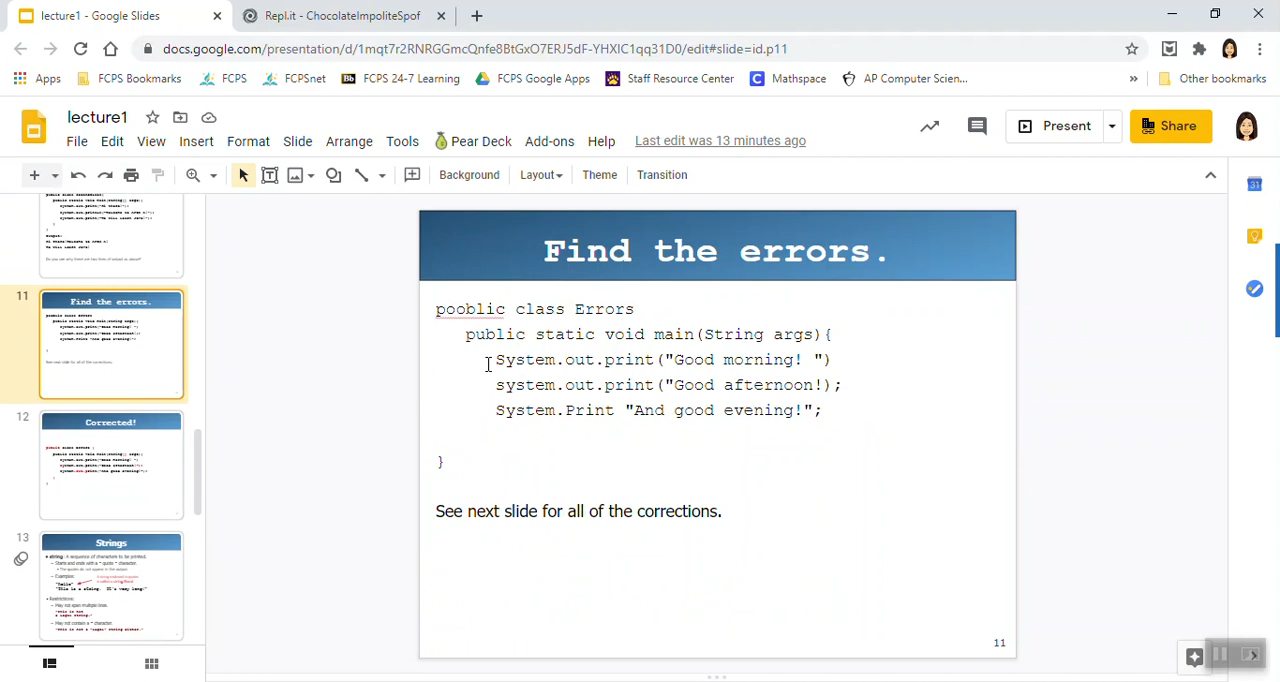 lecture1 - Google Slides
Repl.it - ChocolateImpoliteSpof
docs.google.com/presentation/d/1mqt7r2RNRGGmcQnfe8BtGxO7ERJ5dF-YHXlC1qq31D0/edit#slide=id.p11
Apps FCPS Bookmarks FCPS FCPSnet Bb FCPS 24-7 Learning FCPS Google Apps Staff Resource Center C Mathspace AP Computer Scien... » Other bookmarks
lecture1
File Edit View Insert Format Slide Arrange Tools Pear Deck Add-ons Help Last edit was 13 minutes ago
Present Share
Background Layout Theme Transition
31
11
Find the errors.
12
Corrected!
13
Strings
Find the errors.
pooblic class Errors
public static void main(String args){
System.out.print("Good morning! ")
system.out.print("Good afternoon!);
System.Print "And good evening!";
}
See next slide for all of the corrections.
11